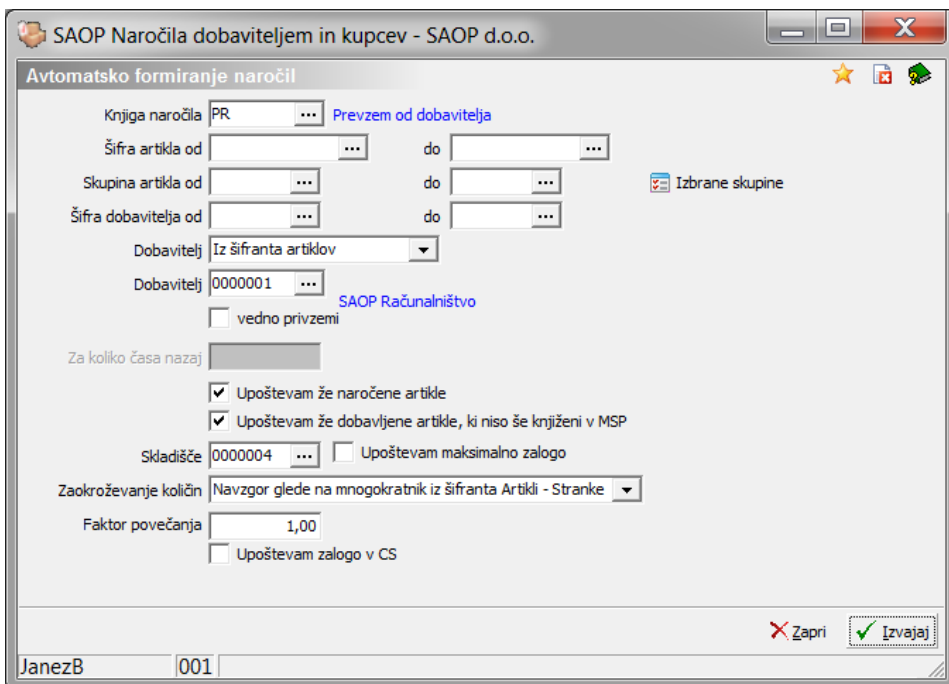 SAOP Naročila dobaviteljem in kupcev - SAOP d.o.o.
Avtomatsko formiranje naročil
Knjiga naročila PR ... Prevzem od dobavitelja
Šifra artikla od ... do ...
Skupina artikla od ... do ... Izbrane skupine
Šifra dobavitelja od ... do ...
Dobavitelj Iz šifranta artiklov
Dobavitelj 0000001 ...
SAOP Računalništvo
vedno privzemi
Za koliko časa nazaj
Upoštevam že naročene artikle
Upoštevam že dobavljene artikle, ki niso še knjiženi v MSP
Skladišče 0000004 ... Upoštevam maksimalno zalogo
Zaokroževanje količin Navzgor glede na mnogokratnik iz šifranta Artikli - Stranke
Faktor povečanja 1,00
Upoštevam zalogo v CS
Zapri Izvajaj
JanezB 001